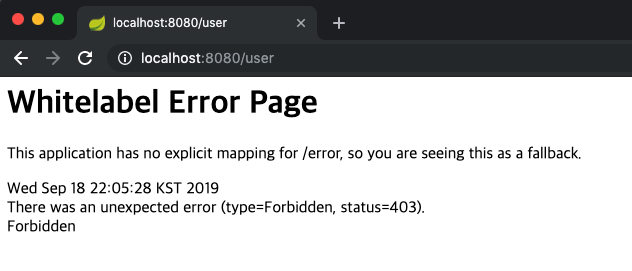 localhost:8080/user
localhost:8080/user
Whitelabel Error Page
This application has no explicit mapping for /error, so you are seeing this as a fallback.
Wed Sep 18 22:05:28 KST 2019
There was an unexpected error (type=Forbidden, status=403).
Forbidden